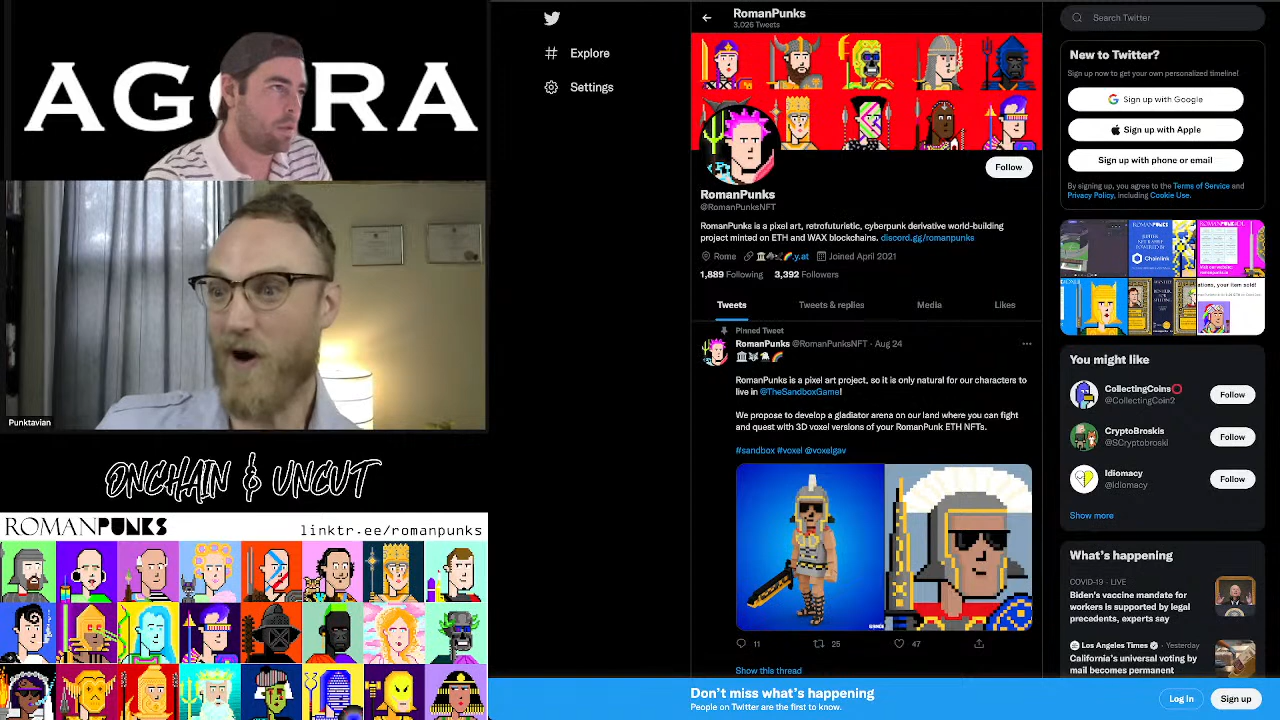 AGORA
Punktavian
ONCHAIN & UNCUT
ROMANPUNKS
linktr.ee/romanpunks
Explore
Settings
RomanPunks
3,026 Tweets
Follow
RomanPunks
@RomanPunksNFT
RomanPunks is a pixel art, retrofuturistic, cyberpunk derivative world-building
project minted on ETH and WAX blockchains. discord.gg/romanpunks
Rome .y.at Joined April 2021
1,889 Following 3,392 Followers
Tweets Tweets & replies Media Likes
Pinned Tweet
RomanPunks @RomanPunksNFT · Aug 24
RomanPunks is a pixel art project, so it is only natural for our characters to
live in @TheSandboxGame!
We propose to develop a gladiator arena on our land where you can fight
and quest with 3D voxel versions of your RomanPunk ETH NFTs.
#sandbox #voxel @voxelgav
11 25 47
Show this thread
Search Twitter
New to Twitter?
Sign up now to get your own personalized timeline!
Sign up with Google
Sign up with Apple
Sign up with phone or email
By signing up, you agree to the Terms of Service and
Privacy Policy, including Cookie Use.
Chainlink
You might like
CollectingCoins
@CollectingCoin2
Follow
CryptoBroskis
@SCryptobroski
Follow
Idiomacy
@Idiomacy
Follow
Show more
What's happening
COVID-19 · LIVE
Biden's vaccine mandate for
workers is supported by legal
precedents, experts say
Los Angeles Times · Yesterday
California's universal voting by
mail becomes permanent
Don't miss what's happening
People on Twitter are the first to know.
Log In
Sign up